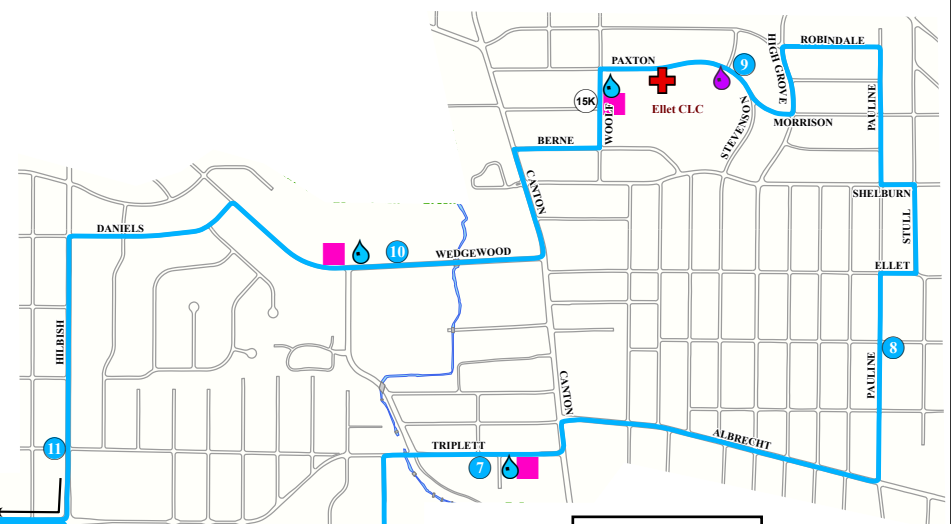 ROBINDALE
HIGH GROVE
PAXTON
9
15K
WOOLF
Ellet CLC
STEVENSON
MORRISON
PAULINE
BERNE
CANTON
SHELBURN
STULL
DANIELS
10
WEDGEWOOD
ELLET
HILBISH
8
PAULINE
CANTON
ALBRECHT
11
TRIPLETT
7